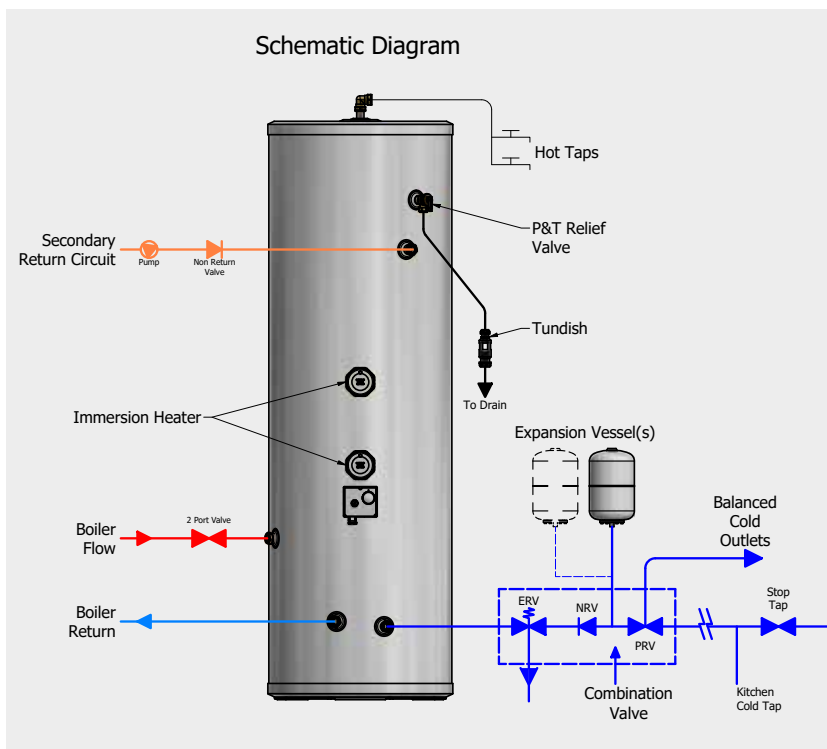 Schematic Diagram
Hot Taps
P&T Relief
Valve
Secondary
Return Circuit
Pump
Non Return
Valve
Tundish
To Drain
Immersion Heater
Expansion Vessel(s)
Balanced
Cold
Outlets
2 Port Valve
Boiler
Flow
Boiler
Return
ERV
NRV
PRV
Stop
Tap
Combination
Valve
Kitchen
Cold Tap